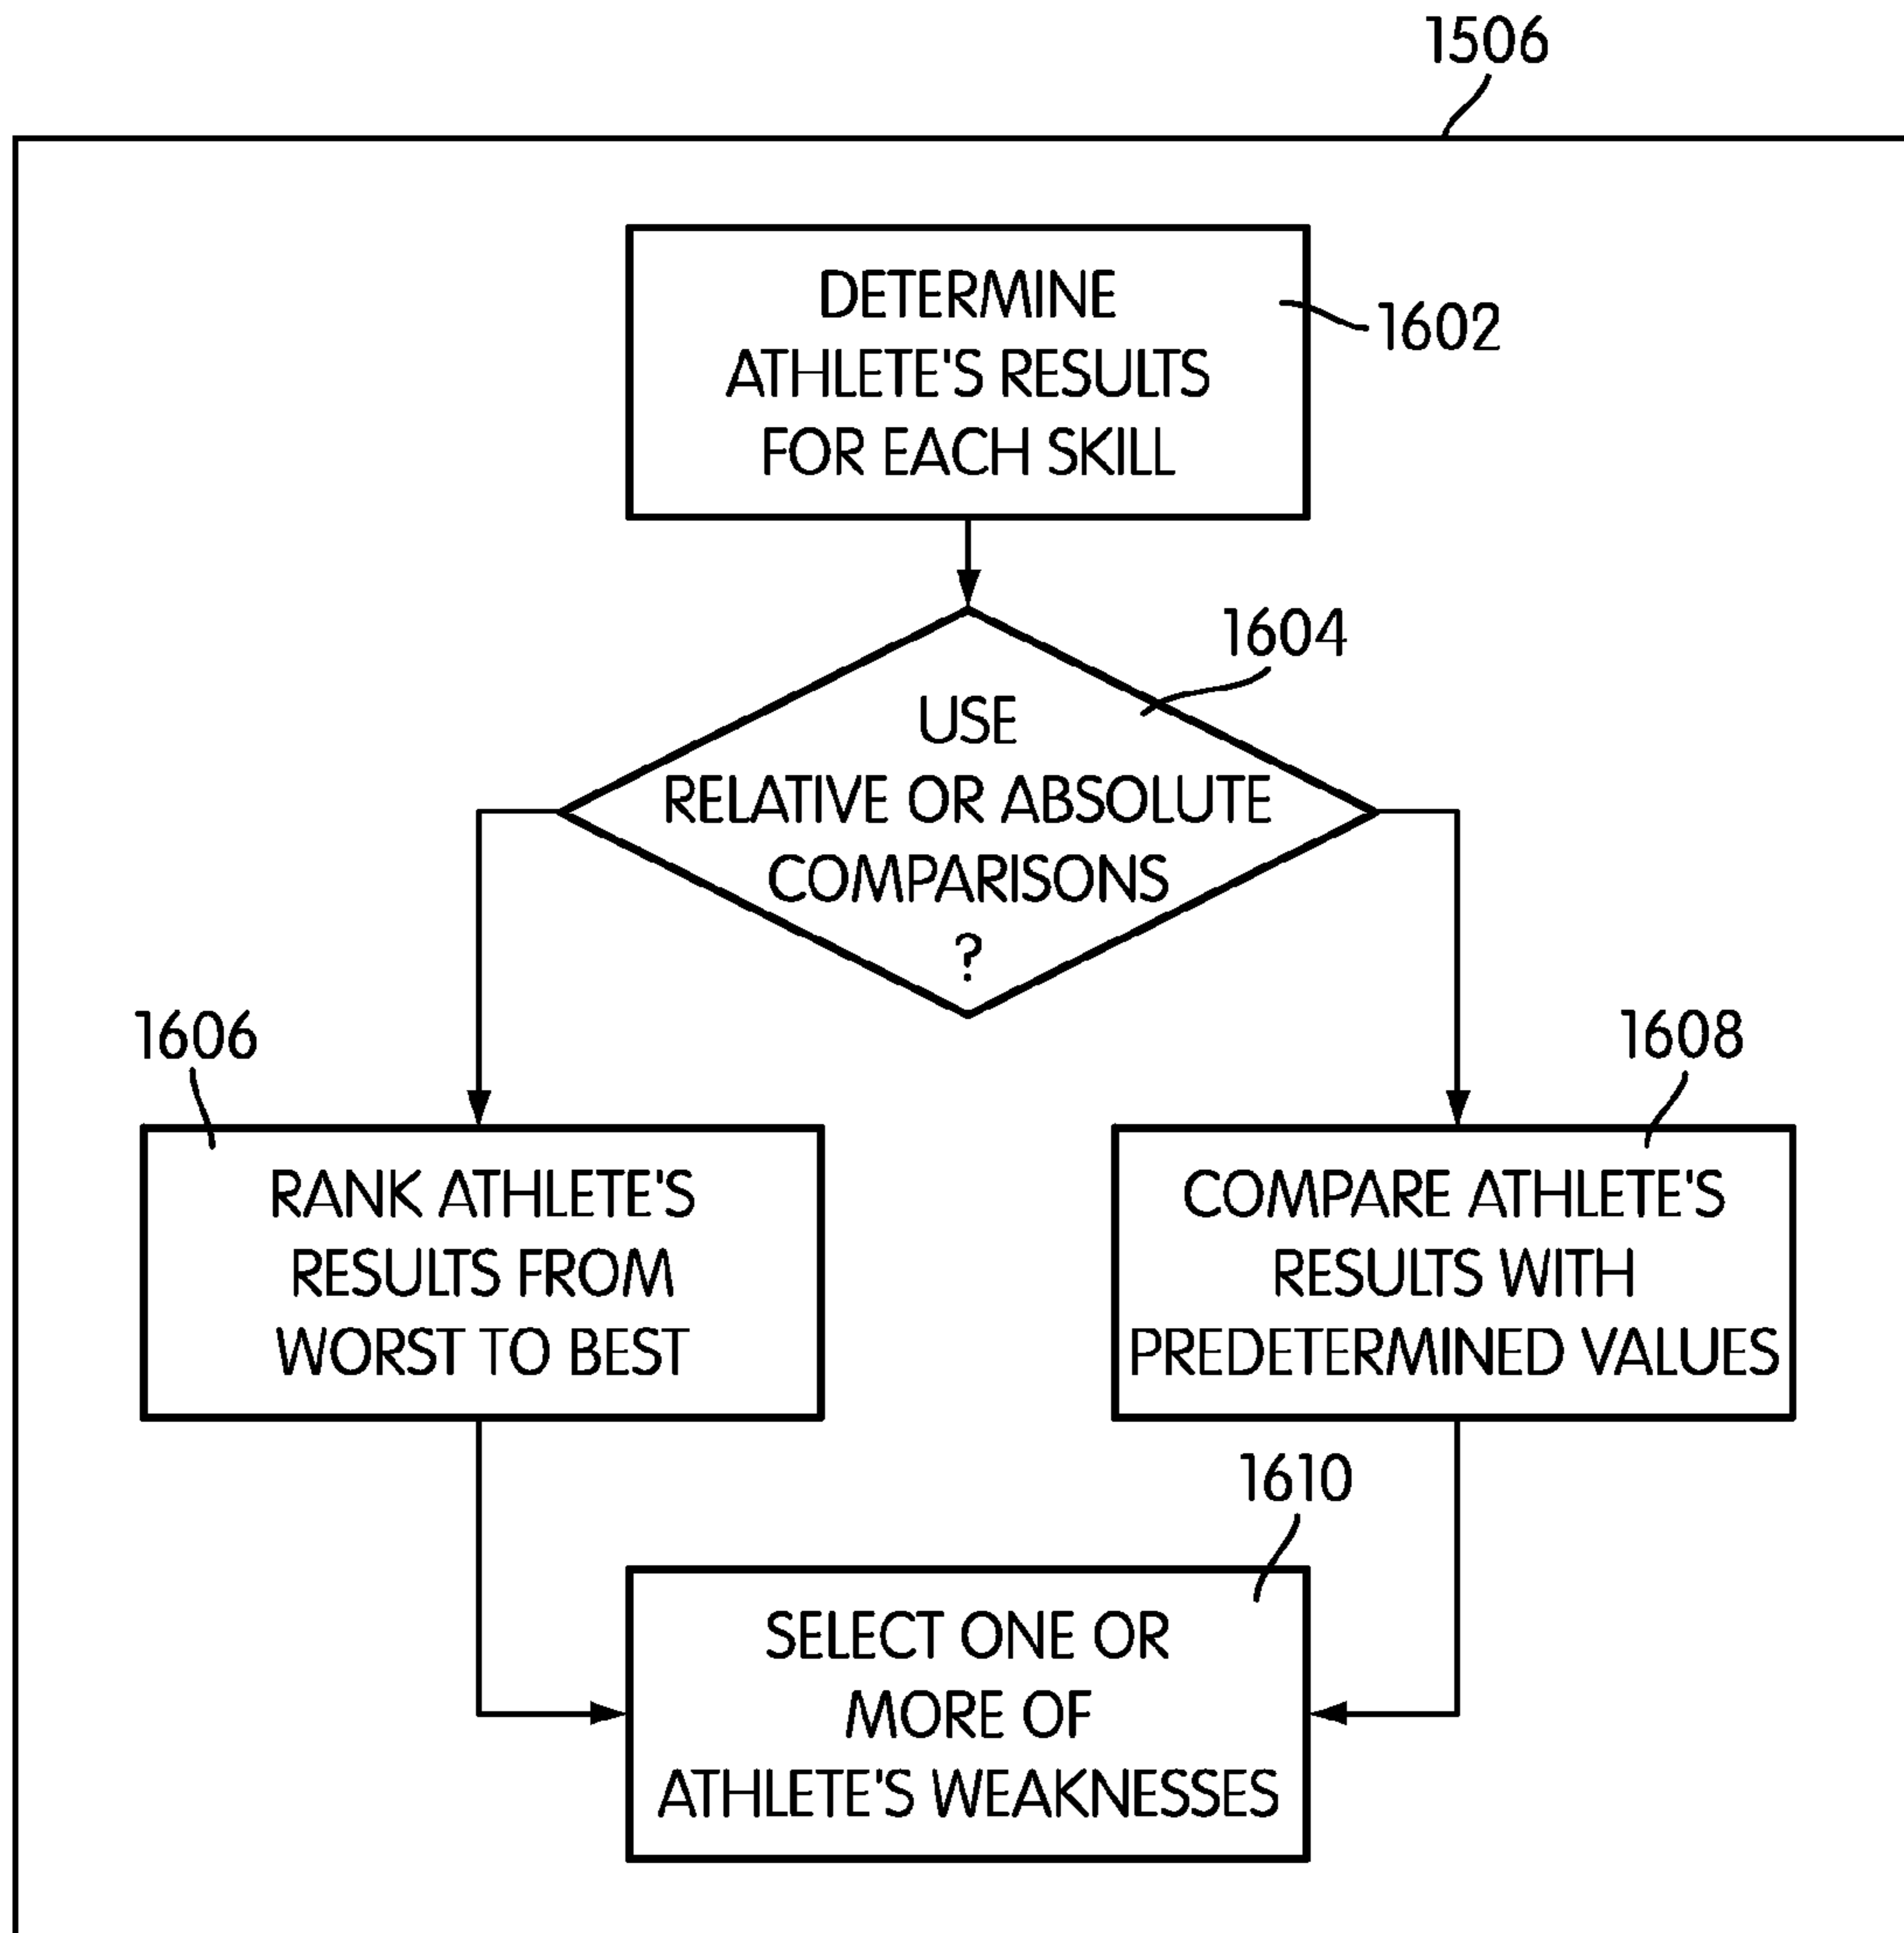 1506
DETERMINE
ATHLETE'S RESULTS
FOR EACH SKILL
1602
1604
USE
RELATIVE OR ABSOLUTE
COMPARISONS
?
1606
RANK ATHLETE'S
RESULTS FROM
WORST TO BEST
1608
COMPARE ATHLETE'S
RESULTS WITH
PREDETERMINED VALUES
1610
SELECT ONE OR
MORE OF
ATHLETE'S WEAKNESSES